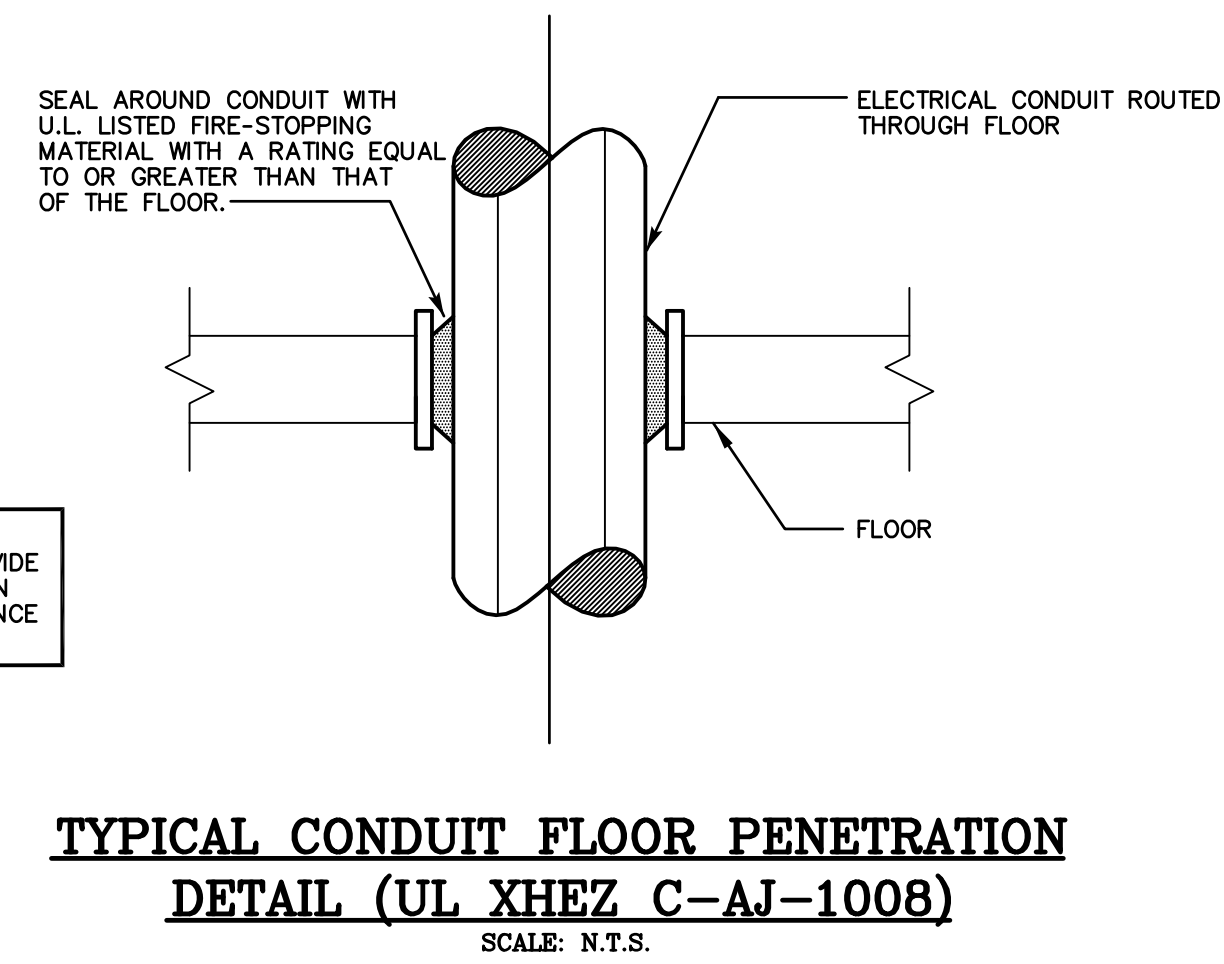 SEAL AROUND CONDUIT WITH
U.L. LISTED FIRE-STOPPING
MATERIAL WITH A RATING EQUAL
TO OR GREATER THAN THAT
OF THE FLOOR.
ELECTRICAL CONDUIT ROUTED
THROUGH FLOOR
FLOOR
TYPICAL CONDUIT FLOOR PENETRATION
DETAIL (UL XHEZ C-AJ-1008)
SCALE: N.T.S.